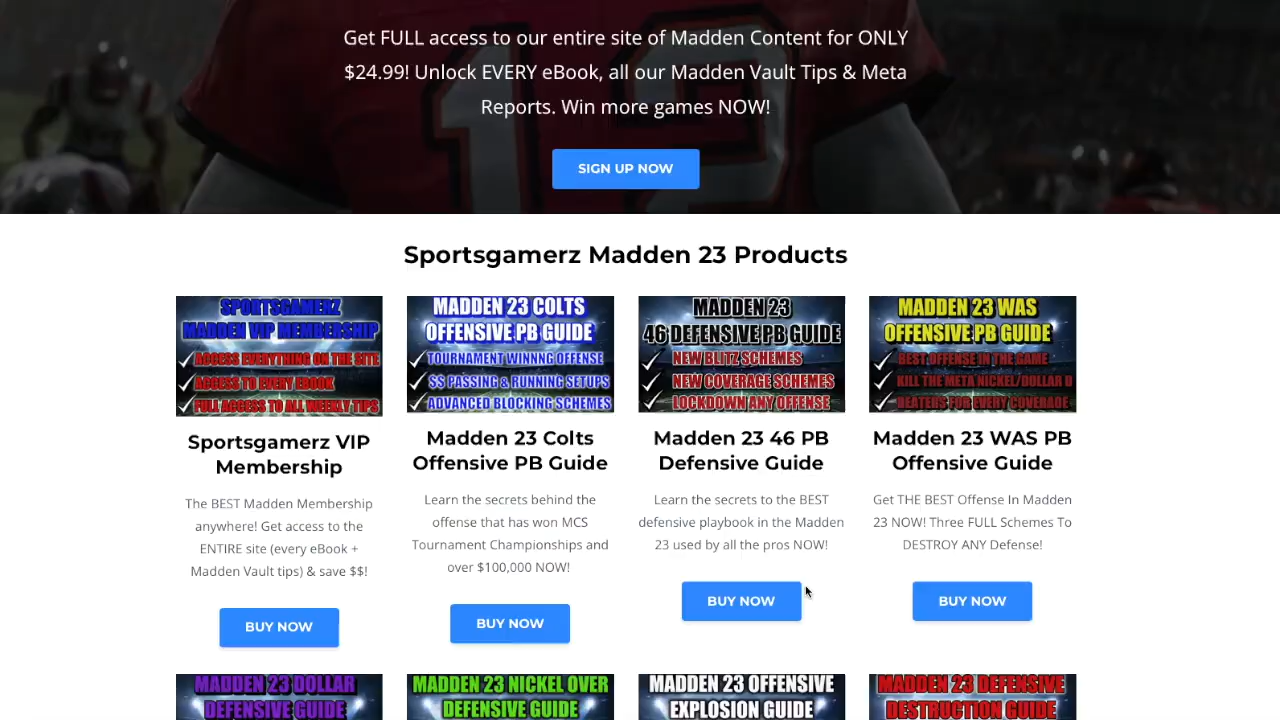 Get FULL access to our entire site of Madden Content for ONLY
$24.99! Unlock EVERY eBook, all our Madden Vault Tips & Meta
Reports. Win more games NOW!
SIGN UP NOW
Sportsgamerz Madden 23 Products
SPORTSGAMERZ
MADDEN VIP MEMBERSHIP
ACCESS EVERYTHING ON THE SITE
ACCESS TO EVERY EBOOK
FULL ACCESS TO ALL WEEKLY TIPS
Sportsgamerz VIP
Membership
The BEST Madden Membership
anywhere! Get access to the
ENTIRE site (every eBook +
Madden Vault tips) & save $$!
BUY NOW
MADDEN 23 COLTS
OFFENSIVE PB GUIDE
TOURNAMENT WINNNG OFFENSE
SS PASSING & RUNNING SETUPS
ADVANCED BLOCKING SCHEMES
Madden 23 Colts
Offensive PB Guide
Learn the secrets behind the
offense that has won MCS
Tournament Championships and
over $100,000 NOW!
BUY NOW
MADDEN 23
46 DEFENSIVE PB GUIDE
NEW BLITZ SCHEMES
NEW COVERAGE SCHEMES
LOCKDOWN ANY OFFENSE
Madden 23 46 PB
Defensive Guide
Learn the secrets to the BEST
defensive playbook in the Madden
23 used by all the pros NOW!
BUY NOW
MADDEN 23 WAS
OFFENSIVE PB GUIDE
BEST OFFENSE IN THE GAME
KILL THE META NICKEL/DOLLAR D
BEATERS FOR EVERY COVERAGE
Madden 23 WAS PB
Offensive Guide
Get THE BEST Offense In Madden
23 NOW! Three FULL Schemes To
DESTROY ANY Defense!
BUY NOW
MADDEN 23 DOLLAR
DEFENSIVE GUIDE
MADDEN 23 NICKEL OVER
DEFENSIVE GUIDE
MADDEN 23 OFFENSIVE
EXPLOSION GUIDE
MADDEN 23 DEFENSIVE
DESTRUCTION GUIDE